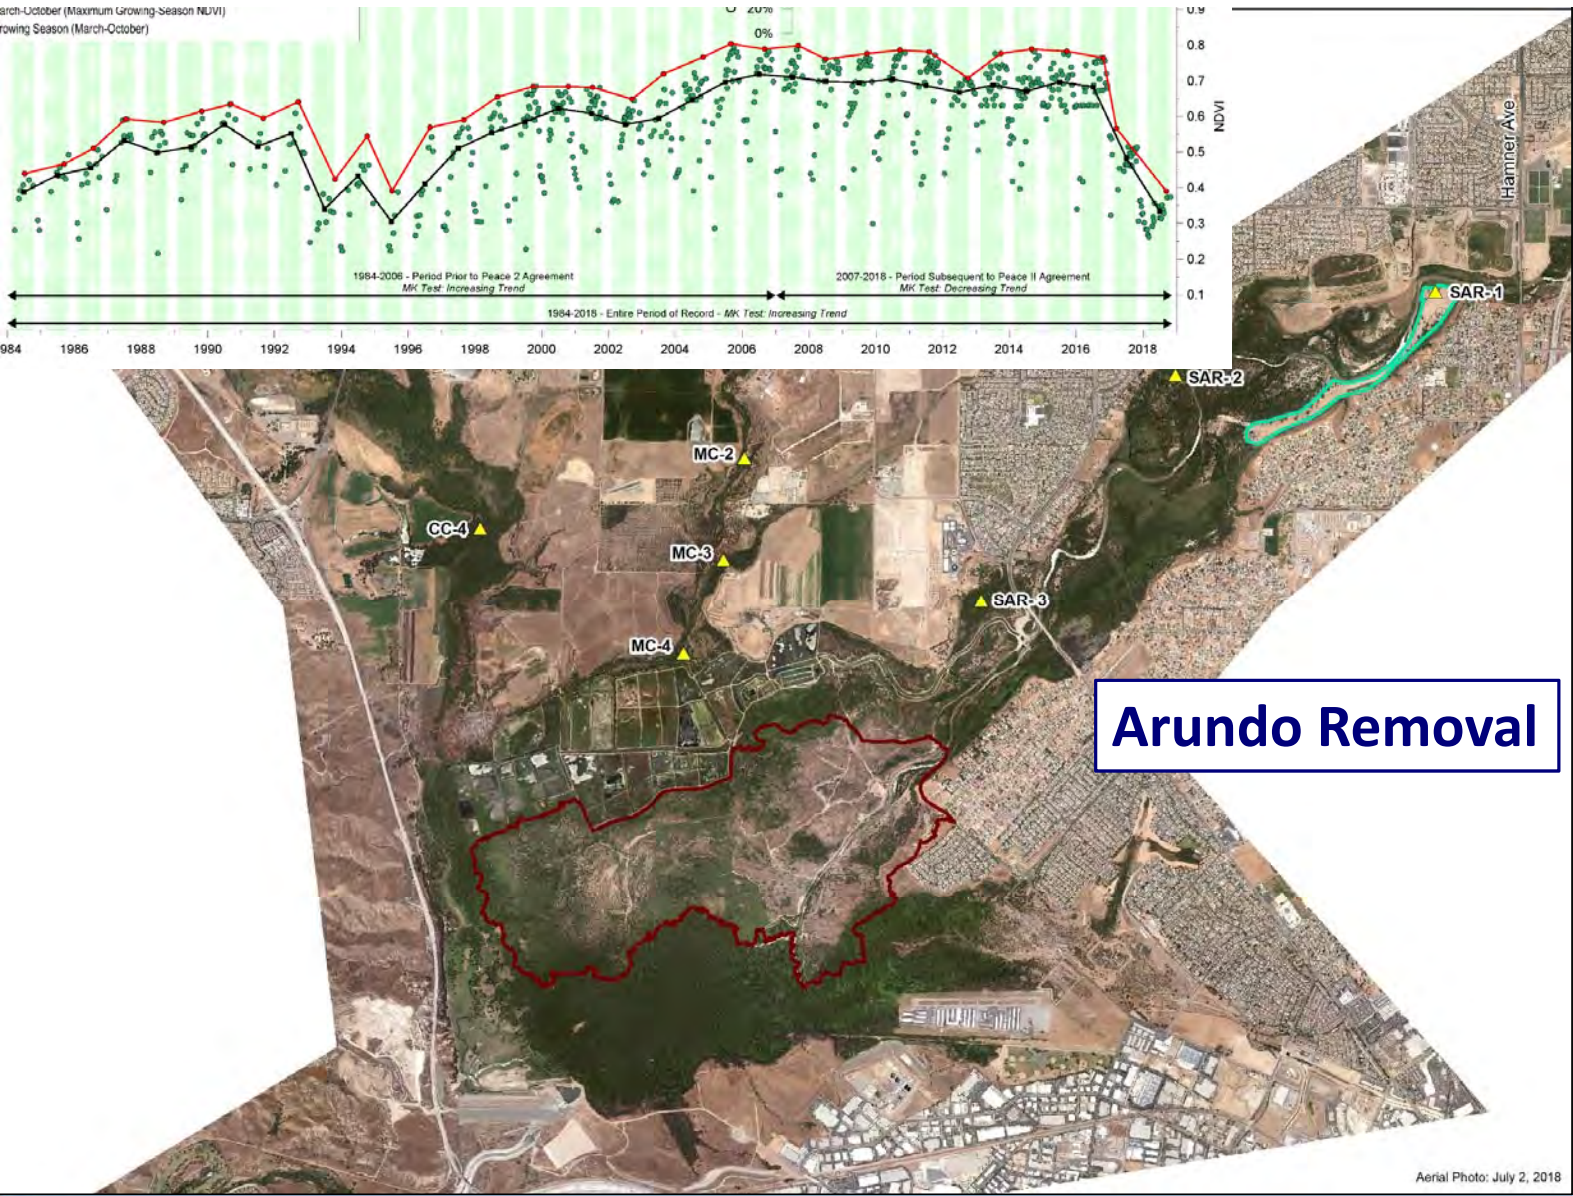 arch-October (Maximum Growing-Season NDVI)
rowing Season (March-October)
20%
0%
0.9
0.8
0.7
0.6
0.5
0.4
0.3
0.2
0.1
NDVI
1984-2006 - Period Prior to Peace 2 Agreement
MK Test: Increasing Trend
2007-2018 - Period Subsequent to Peace II Agreement
MK Test: Decreasing Trend
1984-2018 - Entire Period of Record - MK Test: Increasing Trend
984 1986 1988 1990 1992 1994 1996 1998 2000 2002 2004 2006 2008 2010 2012 2014 2016 2018
Hamner Ave
SAR-1
SAR-2
MC-2
CC-4
MC-3
SAR-3
MC-4
Arundo Removal
Aerial Photo: July 2, 2018